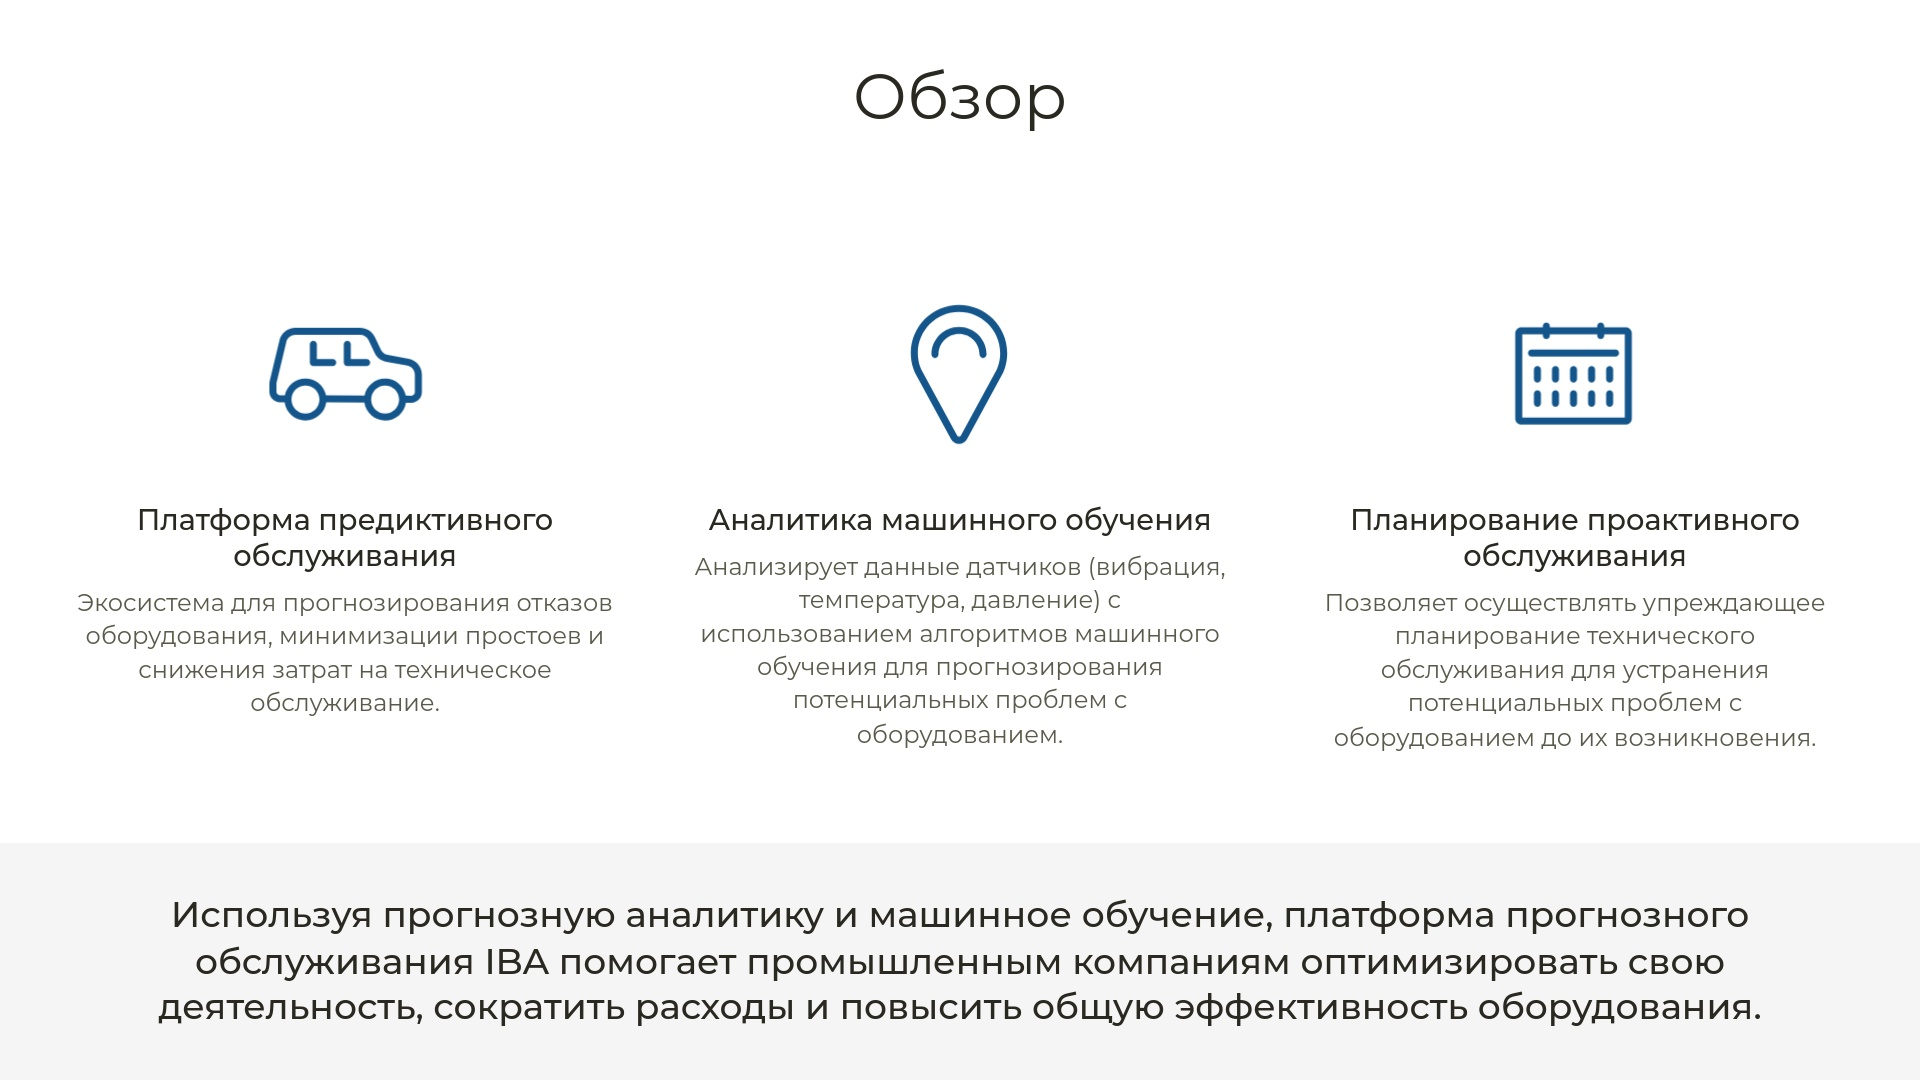 Обзор
Платформа предиктивного
обслуживания
Экосистема для прогнозирования отказов
оборудования, минимизации простоев и
снижения затрат на техническое
обслуживание.
Аналитика машинного обучения
Анализирует данные датчиков (вибрация,
температура, давление) с
использованием алгоритмов машинного
обучения для прогнозирования
потенциальных проблем с
оборудованием.
Планирование проактивного
обслуживания
Позволяет осуществлять упреждающее
планирование технического
обслуживания для устранения
потенциальных проблем с
оборудованием до их возникновения.
Используя прогнозную аналитику и машинное обучение, платформа прогнозного
обслуживания IBA помогает промышленным компаниям оптимизировать свою
деятельность, сократить расходы и повысить общую эффективность оборудования.